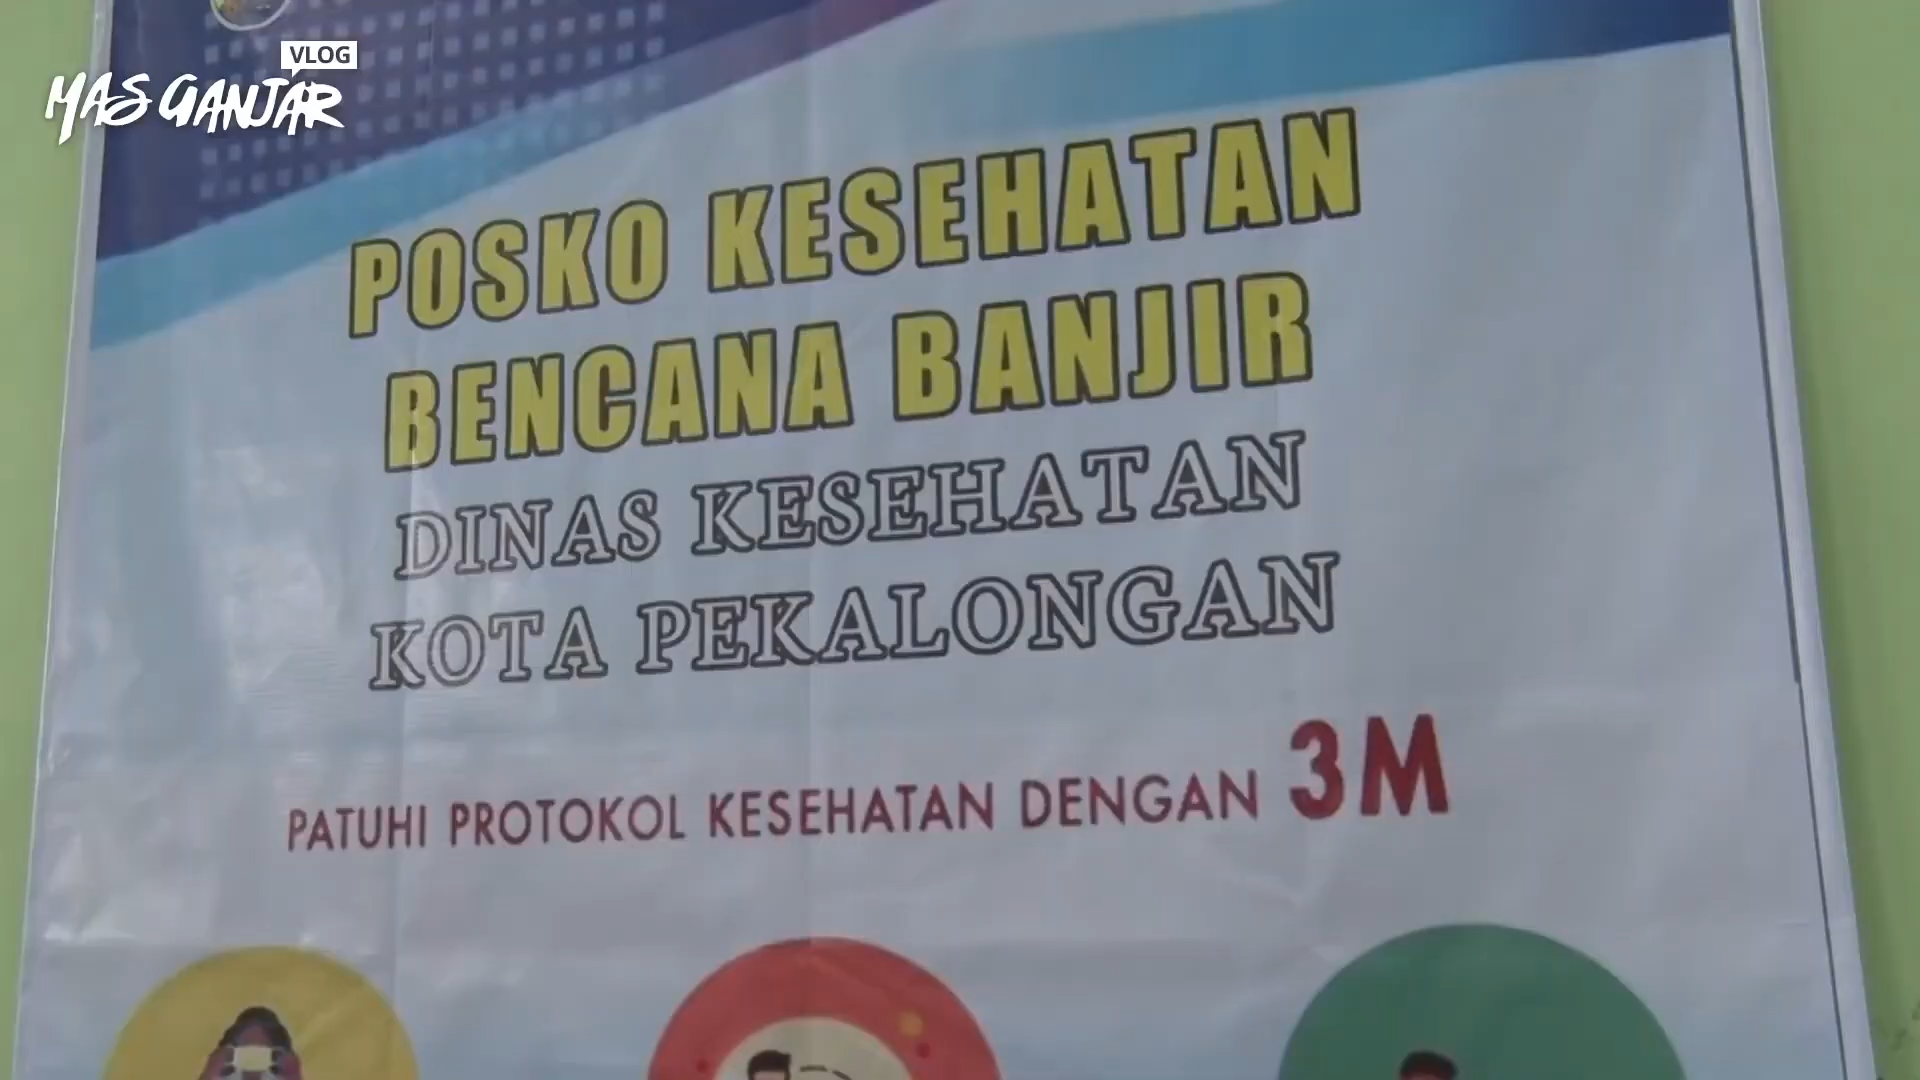 VLOG
MAS GANJAR
POSKO KESEHATAN
BENCANA BANJIR
DINAS KESEHATAN
KOTA PEKALONGAN
PATUHI PROTOKOL KESEHATAN DENGAN 3M